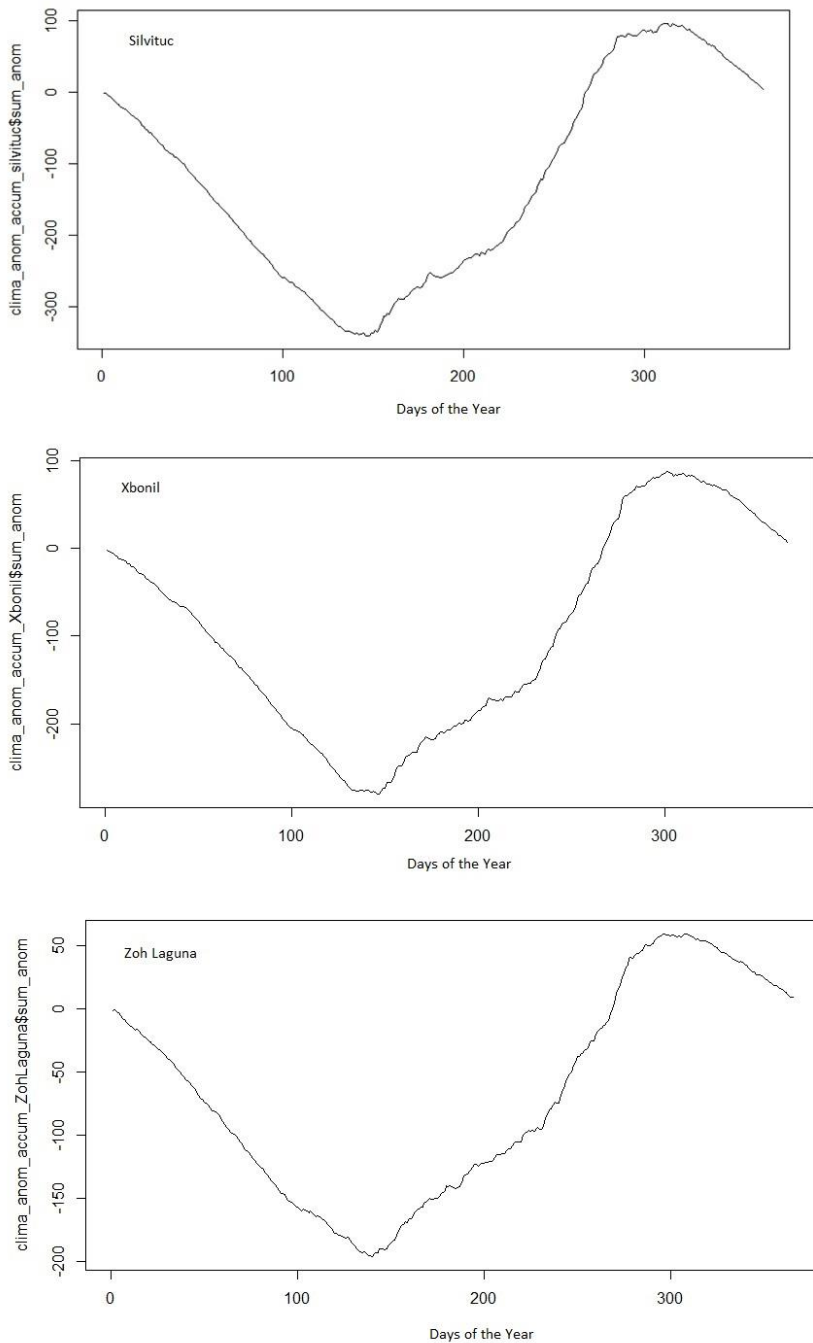 Silvituc
clima_anom_accum_silvituc$sum_anom
100
0
-100
-200
-300
0 100 200 300
Days of the Year
Xbonil
clima_anom_accum_Xbonil$sum_anom
100
0
-100
-200
0 100 200 300
Days of the Year
Zoh Laguna
clima_anom_accum_ZohLaguna$sum_anom
50
0
-50
-100
-150
-200
0 100 200 300
Days of the Year